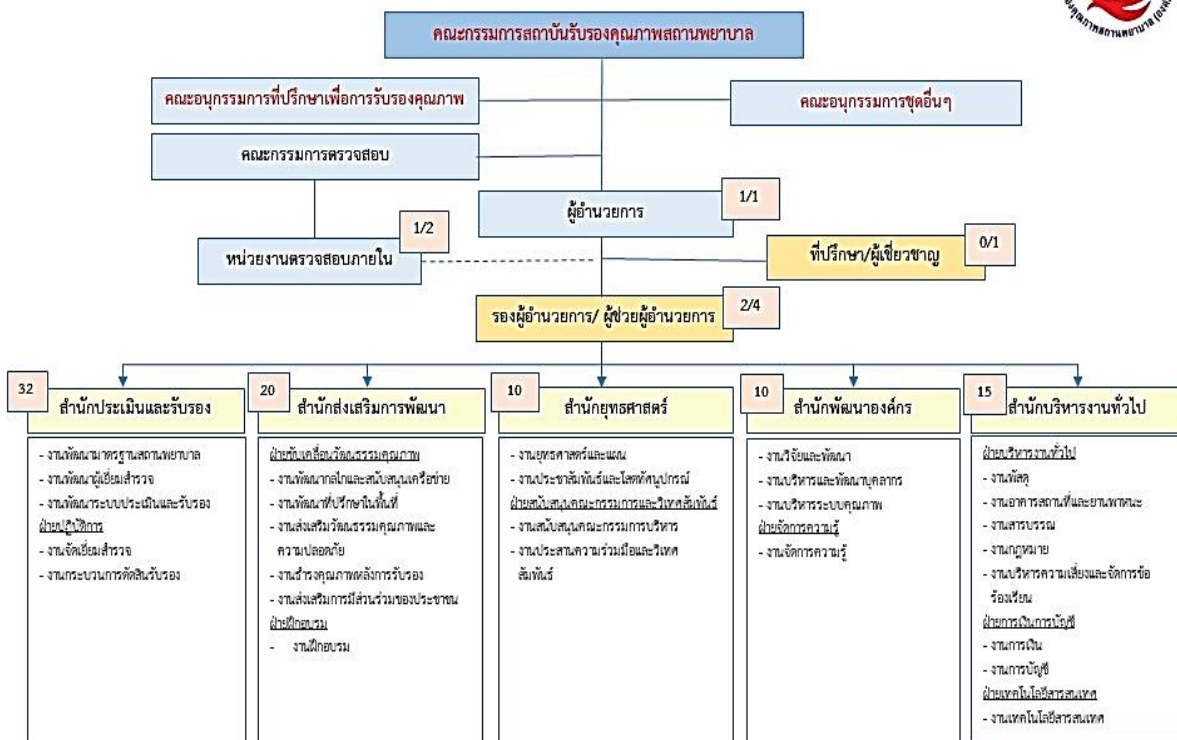 องคุณภาพสถานพยาบาล (องค์
คณะกรรมการสถาบันรับรองคุณภาพสถานพยาบาล
คณะอนุกรรมการที่ปรึกษาเพื่อการรับรองคุณภาพ
คณะอนุกรรมการชุดอื่นๆ
คณะกรรมการตรวจสอบ
ผู้อำนวยการ
1/1
1/2
หน่วยงานตรวจสอบภายใน
ที่ปรึกษา/ผู้เชี่ยวชาญ
0/1
รองผู้อำนวยการ/ ผู้ช่วยผู้อำนวยการ
2/4
32
สำนักประเมินและรับรอง
- งานพัฒนามาตรฐานสถานพยาบาล
- งานพัฒนาผู้เยี่ยมสำรวจ
- งานพัฒนาระบบประเมินและรับรอง
ฝ่ายปฏิบัติการ
- งานจัดเยี่ยมสำรวจ
- งานกระบวนการตัดสินรับรอง
20
สำนักส่งเสริมการพัฒนา
ฝ่ายขับเคลื่อนวัฒนธรรมคุณภาพ
- งานพัฒนากลไกและสนับสนุนเครือข่าย
- งานพัฒนาที่ปรึกษาในพื้นที่
- งานส่งเสริมวัฒนธรรมคุณภาพและ
ความปลอดภัย
- งานธำรงคุณภาพหลังการรับรอง
- งานส่งเสริมการมีส่วนร่วมของประชาชน
ฝ่ายฝึกอบรม
- งานฝึกอบรม
10
สำนักยุทธศาสตร์
- งานยุทธศาสตร์และแผน
- งานประชาสัมพันธ์และโสตทัศนูปกรณ์
ฝ่ายสนับสนุนคณะกรรมการและวิเทศสัมพันธ์
- งานสนับสนุนคณะกรรมการบริหาร
- งานประสานความร่วมมือและวิเทศ
สัมพันธ์
10
สำนักพัฒนาองค์กร
- งานวิจัยและพัฒนา
- งานบริหารและพัฒนาบุคลากร
- งานบริหารระบบคุณภาพ
ฝ่ายจัดการความรู้
- งานจัดการความรู้
15
สำนักบริหารงานทั่วไป
ฝ่ายบริหารงานทั่วไป
- งานพัสดุ
- งานอาคารสถานที่และยานพาหนะ
- งานสารบรรณ
- งานกฎหมาย
- งานบริหารความเสี่ยงและจัดการข้อ
ร้องเรียน
ฝ่ายการเงินการบัญชี
- งานการเงิน
- งานการบัญชี
ฝ่ายเทคโนโลยีสารสนเทศ
- งานเทคโนโลยีสารสนเทศ